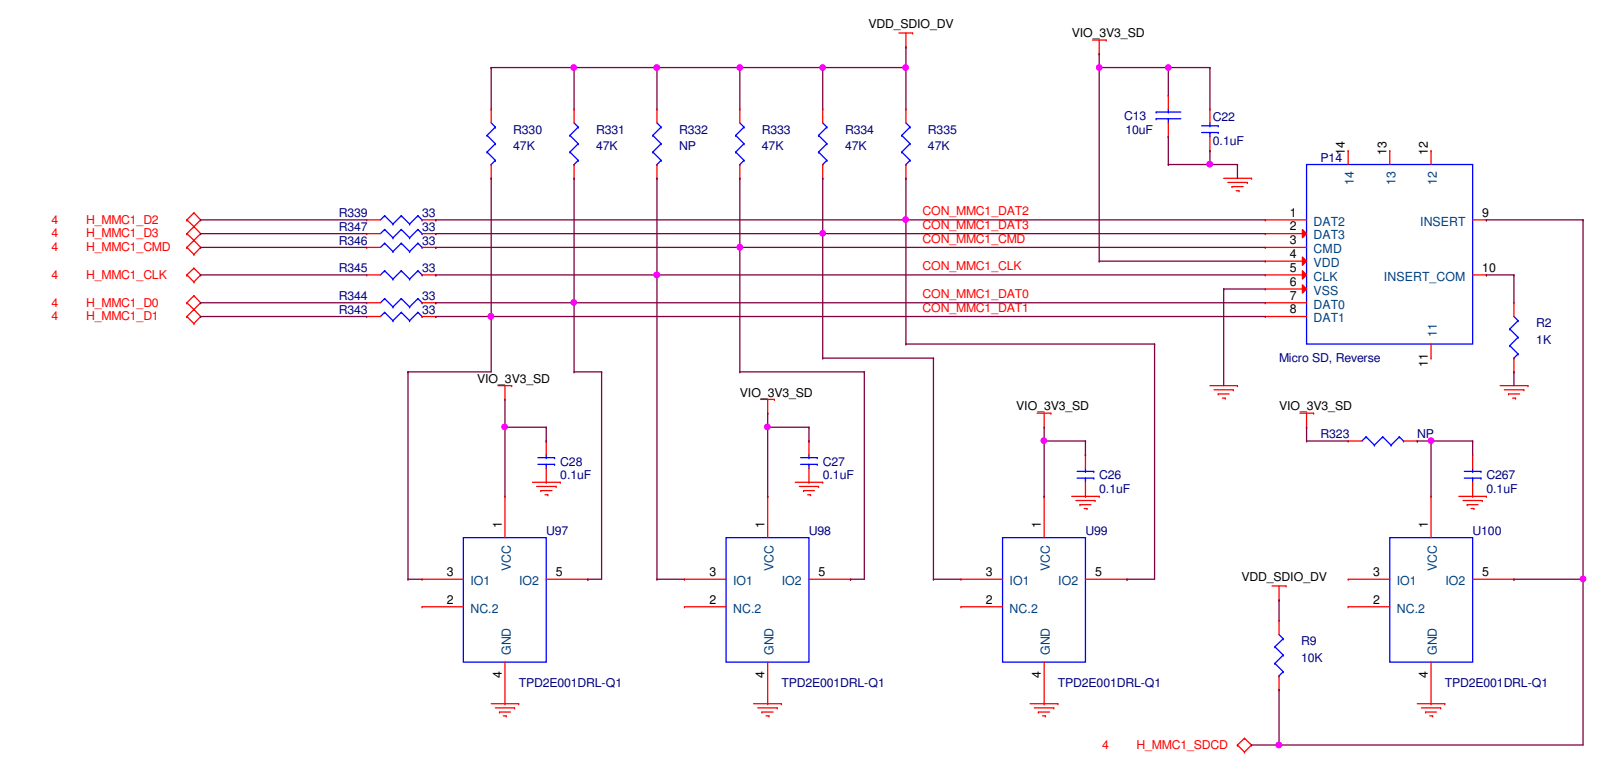 VDD_SDIO_DV
VIO_3V3_SD
R330
47K
R331
47K
R332
NP
R333
47K
R334
47K
R335
47K
C13
10uF
C22
0.1uF
P14
14
13
12
14
13
12
4 H_MMC1_D2 R339 33 CON_MMC1_DAT2 1 DAT2
4 H_MMC1_D3 R347 33 CON_MMC1_DAT3 2 DAT3
4 H_MMC1_CMD R346 33 CON_MMC1_CMD 3 CMD
4 VDD
4 H_MMC1_CLK R345 33 CON_MMC1_CLK 5 CLK
6 VSS
4 H_MMC1_D0 R344 33 CON_MMC1_DAT0 7 DAT0
4 H_MMC1_D1 R343 33 CON_MMC1_DAT1 8 DAT1
INSERT 9
INSERT_COM 10
11
11
Micro SD, Reverse
R2
1K
VIO_3V3_SD
C28
0.1uF
U97
1
VCC
3 IO1
IO2 5
2 NC.2
GND
4
TPD2E001DRL-Q1
VIO_3V3_SD
C27
0.1uF
U98
1
VCC
3 IO1
IO2 5
2 NC.2
GND
4
TPD2E001DRL-Q1
VIO_3V3_SD
C26
0.1uF
U99
1
VCC
3 IO1
IO2 5
2 NC.2
GND
4
TPD2E001DRL-Q1
VIO_3V3_SD
R323 NP
C267
0.1uF
U100
1
VCC
3 IO1
IO2 5
2 NC.2
GND
4
TPD2E001DRL-Q1
VDD_SDIO_DV
R9
10K
4 H_MMC1_SDCD